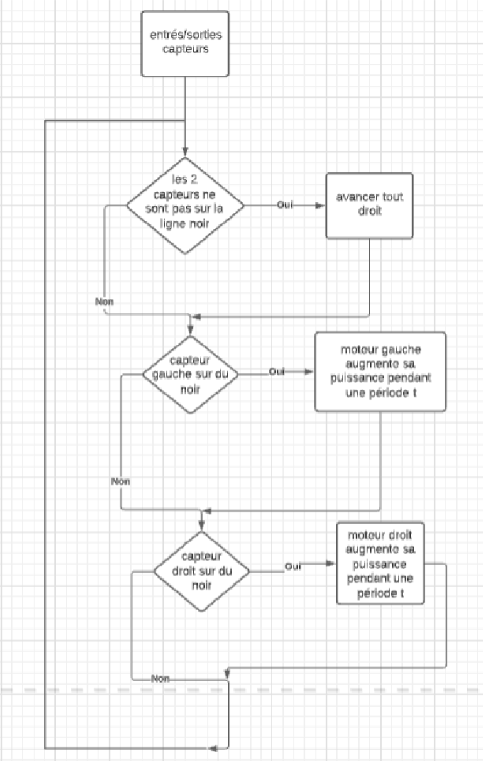 entrés/sorties
capteurs
les 2
capteurs ne
sont pas sur la
ligne noir
Oui
avancer tout
droit
Non
capteur
gauche sur du
noir
Oui
moteur gauche
augmente sa
puissance pendant
une période t
Non
capteur
droit sur du
noir
Oui
moteur droit
augmente sa
puissance
pendant une
période t
Non